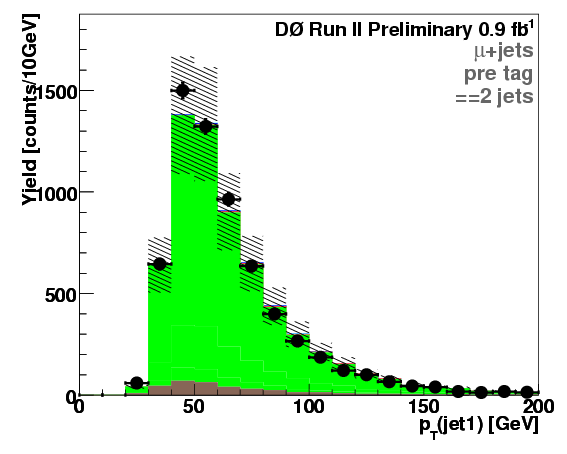 DØ Run II Preliminary 0.9 fb-1
μ+jets
pre tag
==2 jets
Yield [counts/10GeV]
1500
1000
500
0
0 50 100 150 200
pT(jet1) [GeV]